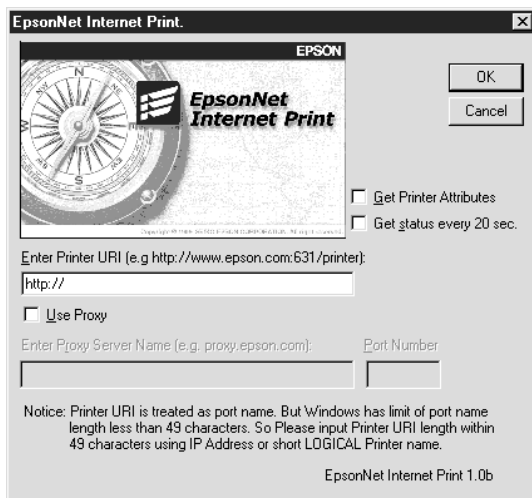 EpsonNet Internet Print.
EPSON
N
W
E
S
EpsonNet
Internet Print
OK
Cancel
Get Printer Attributes
Get status every 20 sec.
Enter Printer URI (e.g http://www.epson.com:631/printer):
http://
Use Proxy
Enter Proxy Server Name (e.g. proxy.epson.com):
Port Number
Notice: Printer URI is treated as port name. But Windows has limit of port name
length less than 49 characters. So Please input Printer URI length within
49 characters using IP Address or short LOGICAL Printer name.
EpsonNet Internet Print 1.0b